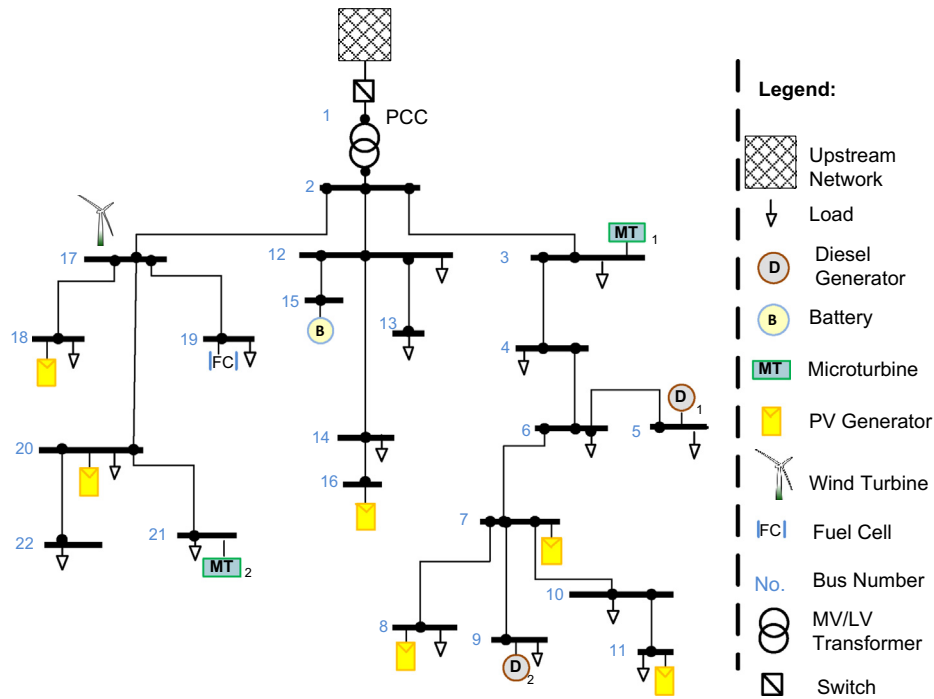 1
PCC
2
17
12
3
MT 1
18
15
B
13
19
FC
4
D 1
6
5
20
14
16
7
21
MT 2
22
8
9
D 2
10
11
Legend:
Upstream
Network
Load
D
Diesel
Generator
B
Battery
MT
Microturbine
PV Generator
Wind Turbine
FC
Fuel Cell
No.
Bus Number
MV/LV
Transformer
Switch